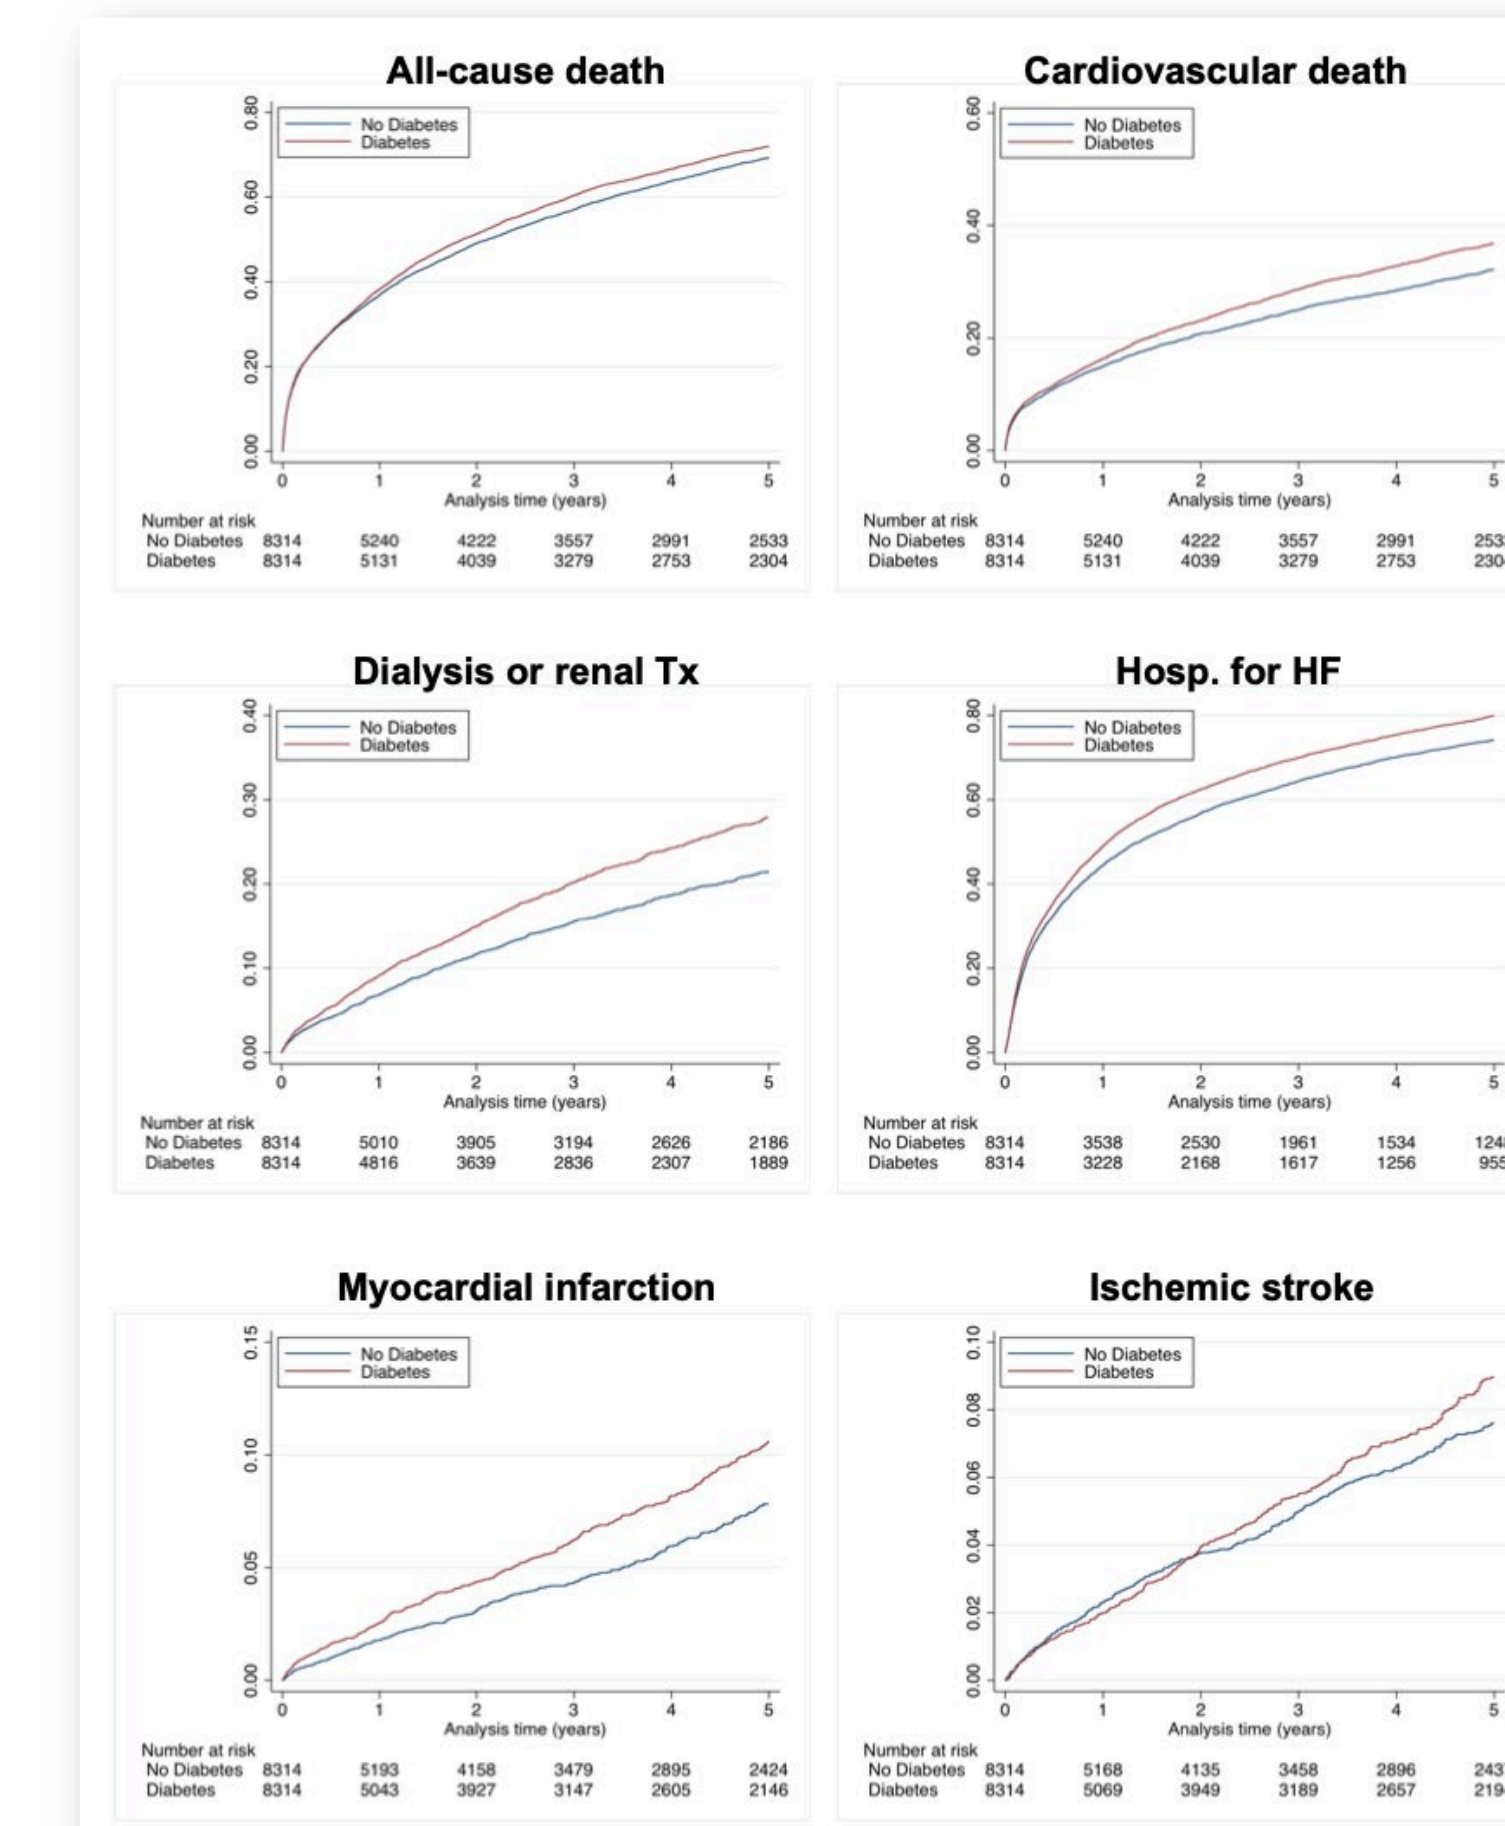 All-cause death
0.80
0.60
0.40
0.20
0.00
No Diabetes
Diabetes
0 1 2 3 4 5
Analysis time (years)
Number at risk
No Diabetes 8314 5240 4222 3557 2991 2533
Diabetes 8314 5131 4039 3279 2753 2304
Cardiovascular death
0.60
0.40
0.20
0.00
No Diabetes
Diabetes
0 1 2 3 4 5
Analysis time (years)
Number at risk
No Diabetes 8314 5240 4222 3557 2991
Diabetes 8314 5131 4039 3279 2753
Dialysis or renal Tx
0.40
0.30
0.20
0.10
0.00
No Diabetes
Diabetes
0 1 2 3 4 5
Analysis time (years)
Number at risk
No Diabetes 8314 5010 3905 3194 2626 2186
Diabetes 8314 4816 3639 2836 2307 1889
Hosp. for HF
0.80
0.60
0.40
0.20
0.00
No Diabetes
Diabetes
0 1 2 3 4 5
Analysis time (years)
Number at risk
No Diabetes 8314 3538 2530 1961 1534
Diabetes 8314 3228 2168 1617 1256 955
Myocardial infarction
0.15
0.10
0.05
0.00
No Diabetes
Diabetes
0 1 2 3 4 5
Analysis time (years)
Number at risk
No Diabetes 8314 5193 4158 3479 2895 2424
Diabetes 8314 5043 3927 3147 2605 2146
Ischemic stroke
0.10
0.08
0.06
0.04
0.02
0.00
No Diabetes
Diabetes
0 1 2 3 4 5
Analysis time (years)
Number at risk
No Diabetes 8314 5168 4135 3458 2896
Diabetes 8314 5069 3949 3189 2657